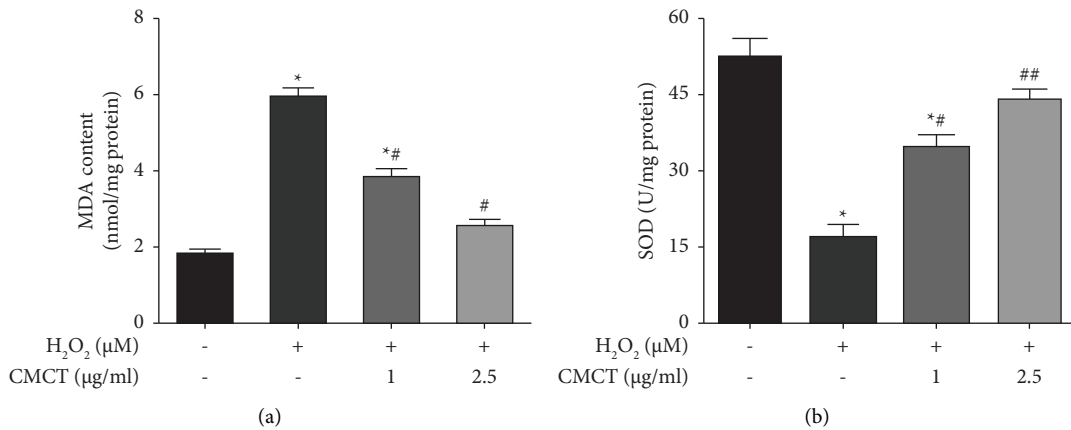 8
6
4
2
0
MDA content
(nmol/mg protein)
*
*#
#
H₂O₂ (μM) - + + +
CMCT (μg/ml) - - 1 2.5
(a)
60
45
30
15
0
SOD (U/mg protein)
*
*#
##
H₂O₂ (μM) - + + +
CMCT (μg/ml) - - 1 2.5
(b)